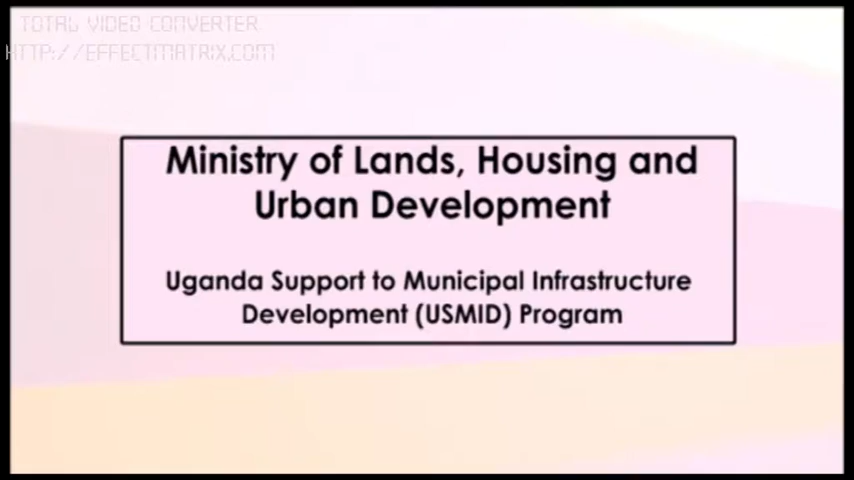 TOTAL VIDEO CONVERTER
HTTP://EFFECTMATRIX.COM
Ministry of Lands, Housing and
Urban Development
Uganda Support to Municipal Infrastructure
Development (USMID) Program